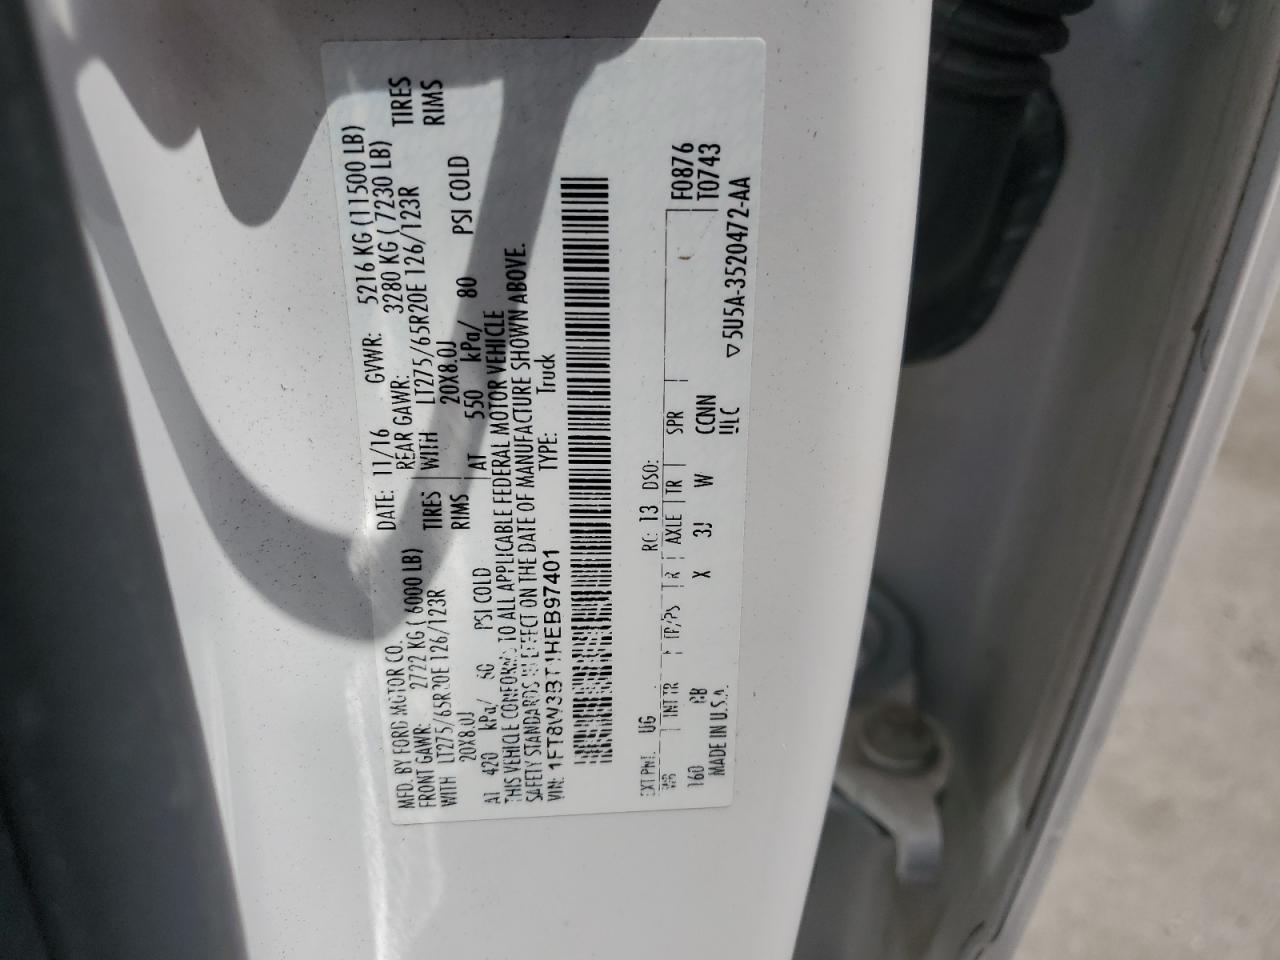 MFD. BY FORD MOTOR CO.
DATE: 11/16 GVWR: 5216 KG (11500 LB)
FRONT GAWR: 2722 KG ( 6000 LB) REAR GAWR: 3280 KG ( 7230 LB)
WITH LT275/65R20E 126/123R TIRES WITH LT275/65R20E 126/123R TIRES
20X8.0J RIMS 20X8.0J RIMS
AT 420 kPa/ 60 PSI COLD AT 550 kPa/ 80 PSI COLD
THIS VEHICLE CONFORMS TO ALL APPLICABLE FEDERAL MOTOR VEHICLE
SAFETY STANDARDS IN EFFECT ON THE DATE OF MANUFACTURE SHOWN ABOVE.
VIN: 1FT8W3BT1HEB97401 TYPE: Truck
EXT PNT: UG RC: 13 DSO: F0876
WB INT TR TP/PS R AXLE TR SPR T0743
160 GB X 3J W CCNN
MADE IN U.S.A. ULC
▽5U5A-3520472-AA